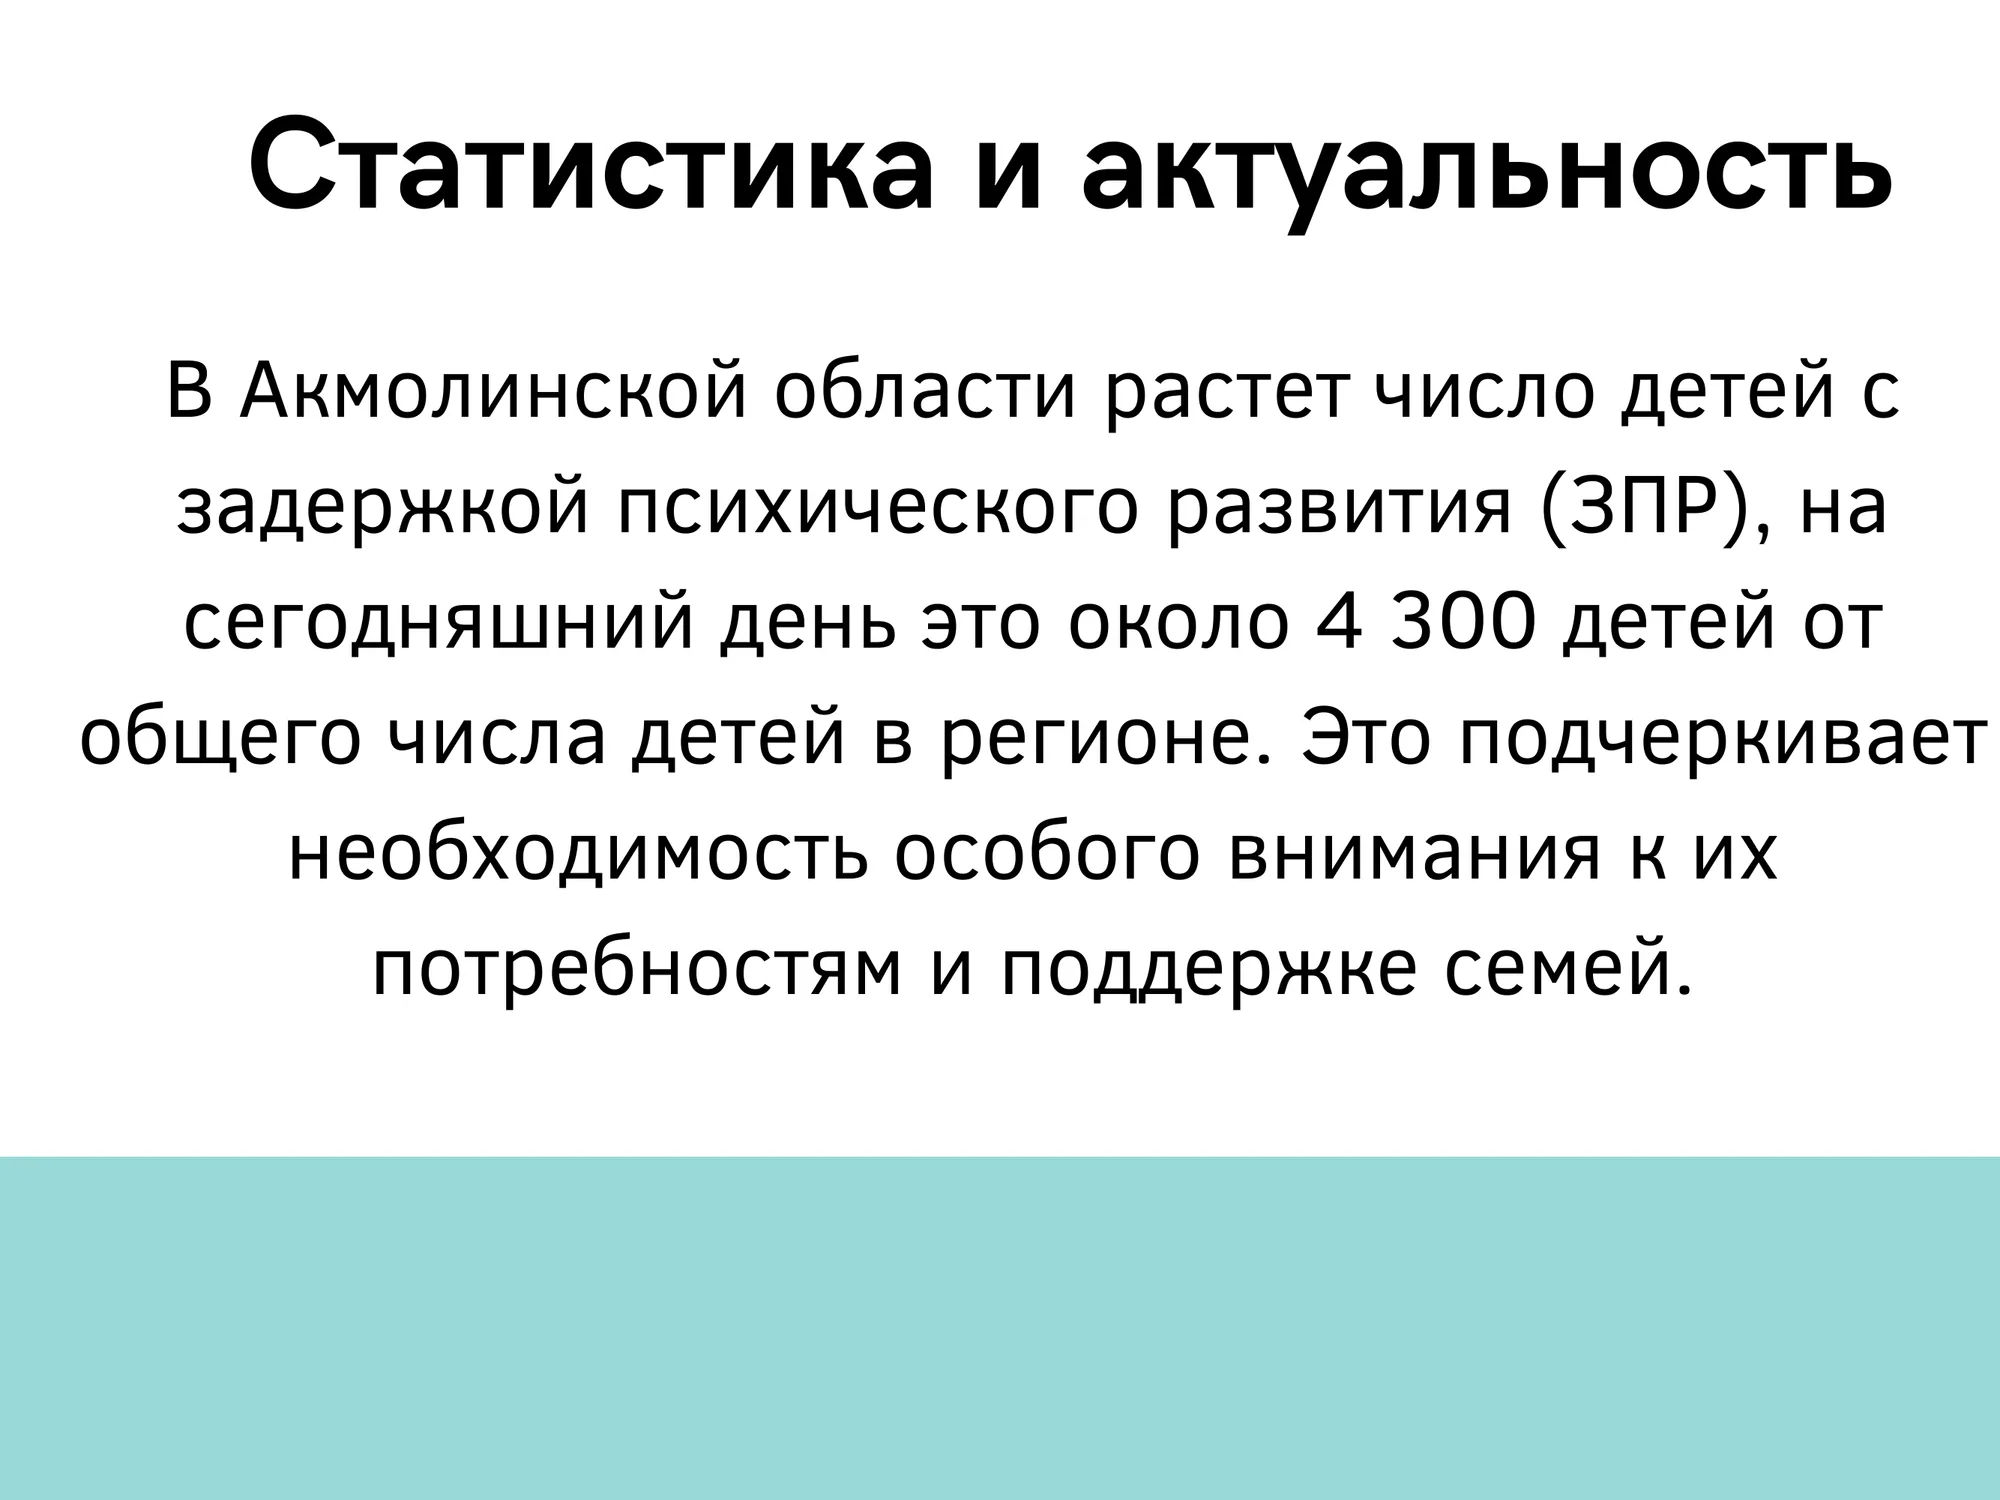 Статистика и актуальность
В Акмолинской области растет число детей с
задержкой психического развития (ЗПР), на
сегодняшний день это около 4 300 детей от
общего числа детей в регионе. Это подчеркивает
необходимость особого внимания к их
потребностям и поддержке семей.